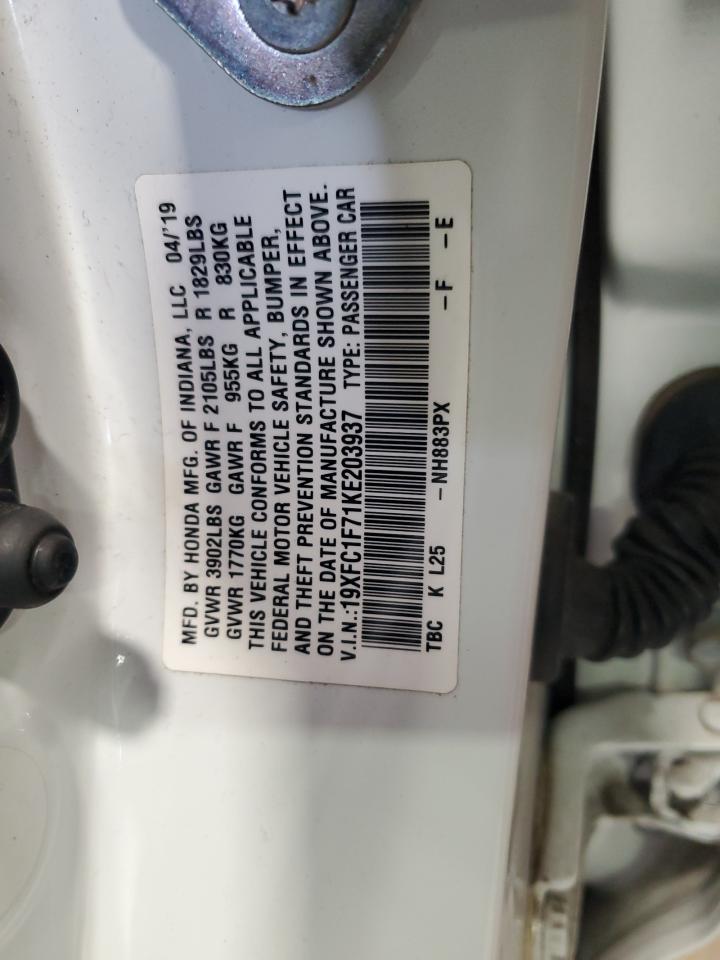 MFD. BY HONDA MFG. OF INDIANA, LLC 04/'19
GVWR 3902LBS GAWR F 2105LBS R 1829LBS
GVWR 1770KG GAWR F 955KG R 830KG
THIS VEHICLE CONFORMS TO ALL APPLICABLE
FEDERAL MOTOR VEHICLE SAFETY, BUMPER,
AND THEFT PREVENTION STANDARDS IN EFFECT
ON THE DATE OF MANUFACTURE SHOWN ABOVE.
V.I.N.:19XFC1F71KE203937 TYPE: PASSENGER CAR
TBC K L25 -NH883PX -F -E